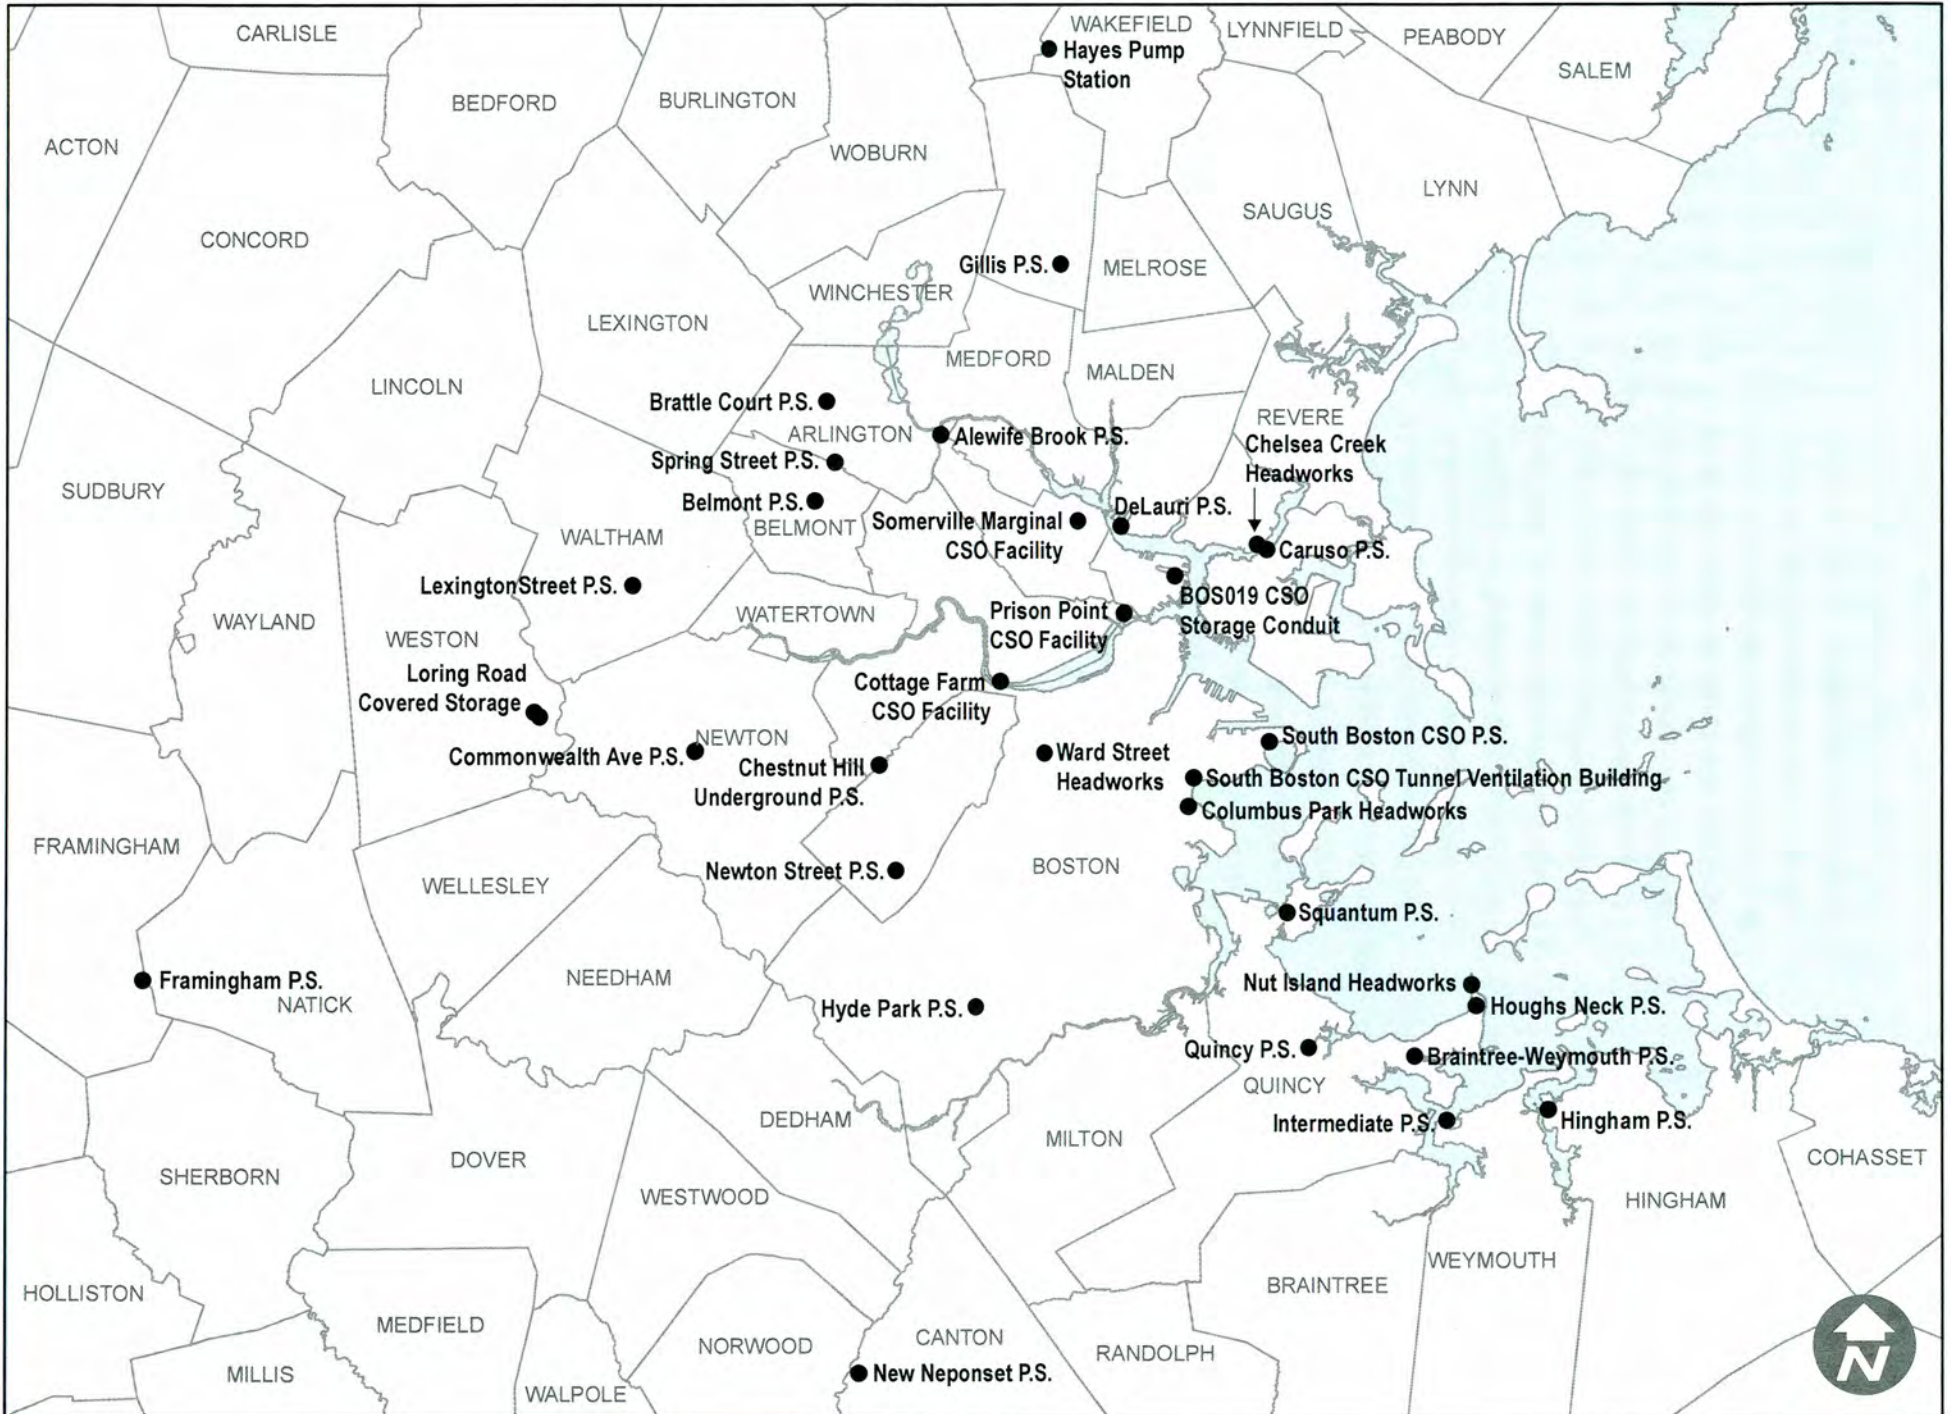 CARLISLE
WAKEFIELD
LYNNFIELD
PEABODY
Hayes Pump
Station
SALEM
BEDFORD
BURLINGTON
ACTON
WOBURN
LYNN
SAUGUS
CONCORD
Gillis P.S.
MELROSE
WINCHESTER
LEXINGTON
MEDFORD
MALDEN
LINCOLN
Brattle Court P.S.
REVERE
ARLINGTON
Alewife Brook P.S.
Chelsea Creek
Headworks
Spring Street P.S.
SUDBURY
Belmont P.S.
BELMONT
DeLauri P.S.
Somerville Marginal
CSO Facility
WALTHAM
Caruso P.S.
LexingtonStreet P.S.
BOS019 CSO
Storage Conduit
WATERTOWN
Prison Point
CSO Facility
WAYLAND
WESTON
Loring Road
Covered Storage
Cottage Farm
CSO Facility
NEWTON
Commonwealth Ave P.S.
South Boston CSO P.S.
Chestnut Hill
Underground P.S.
Ward Street
Headworks
South Boston CSO Tunnel Ventilation Building
Columbus Park Headworks
FRAMINGHAM
BOSTON
Newton Street P.S.
WELLESLEY
Squantum P.S.
Framingham P.S.
NATICK
NEEDHAM
Nut Island Headworks
Hyde Park P.S.
Houghs Neck P.S.
Quincy P.S.
Braintree-Weymouth P.S.
QUINCY
DEDHAM
Intermediate P.S.
Hingham P.S.
MILTON
DOVER
COHASSET
SHERBORN
WESTWOOD
HINGHAM
WEYMOUTH
BRAINTREE
HOLLISTON
MEDFIELD
CANTON
NORWOOD
RANDOLPH
MILLIS
New Neponset P.S.
WALPOLE
N